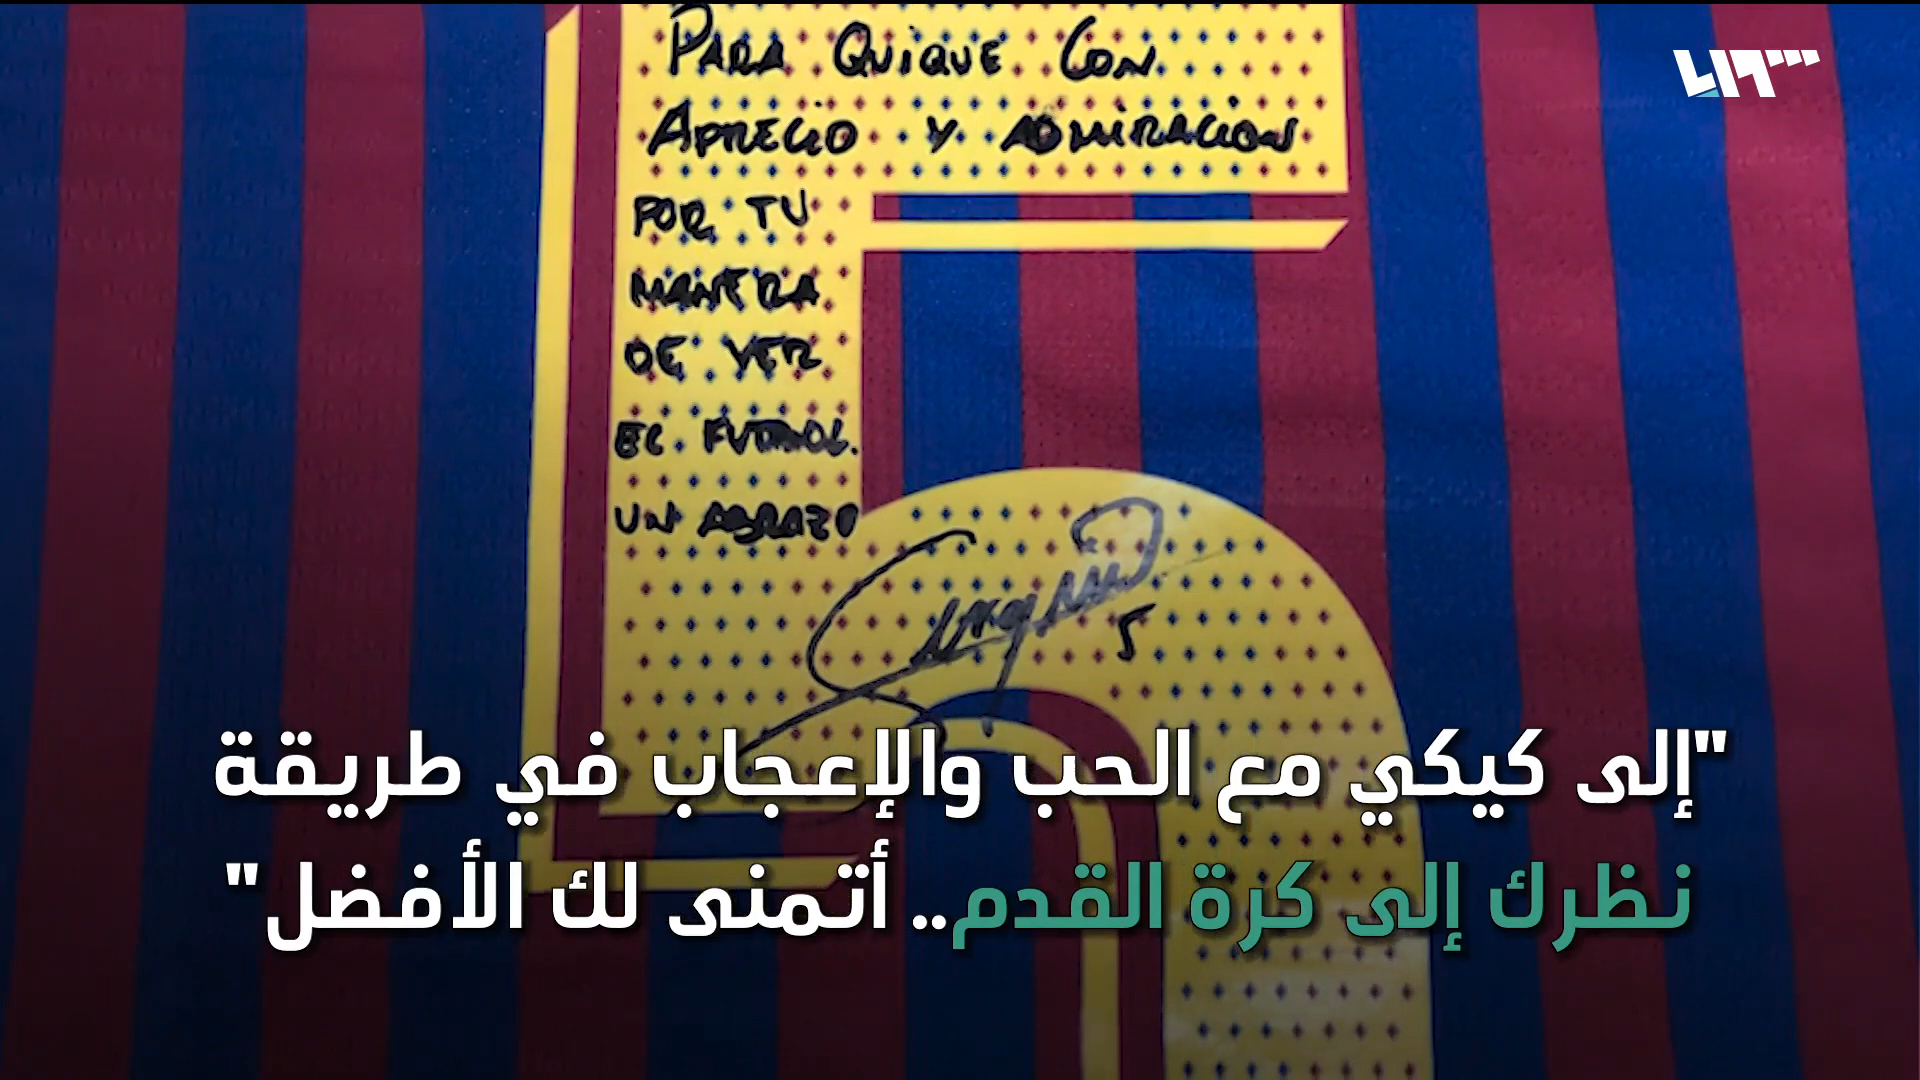 PARA QUIQUE CON
APRECIO Y ADMIRACION
POR TU
MANERA
DE VER
EL FUTBOL.
UN ABRAZO
5
"إلى كيكي مع الحب والإعجاب في طريقة
نظرك إلى كرة القدم.. أتمنى لك الأفضل"